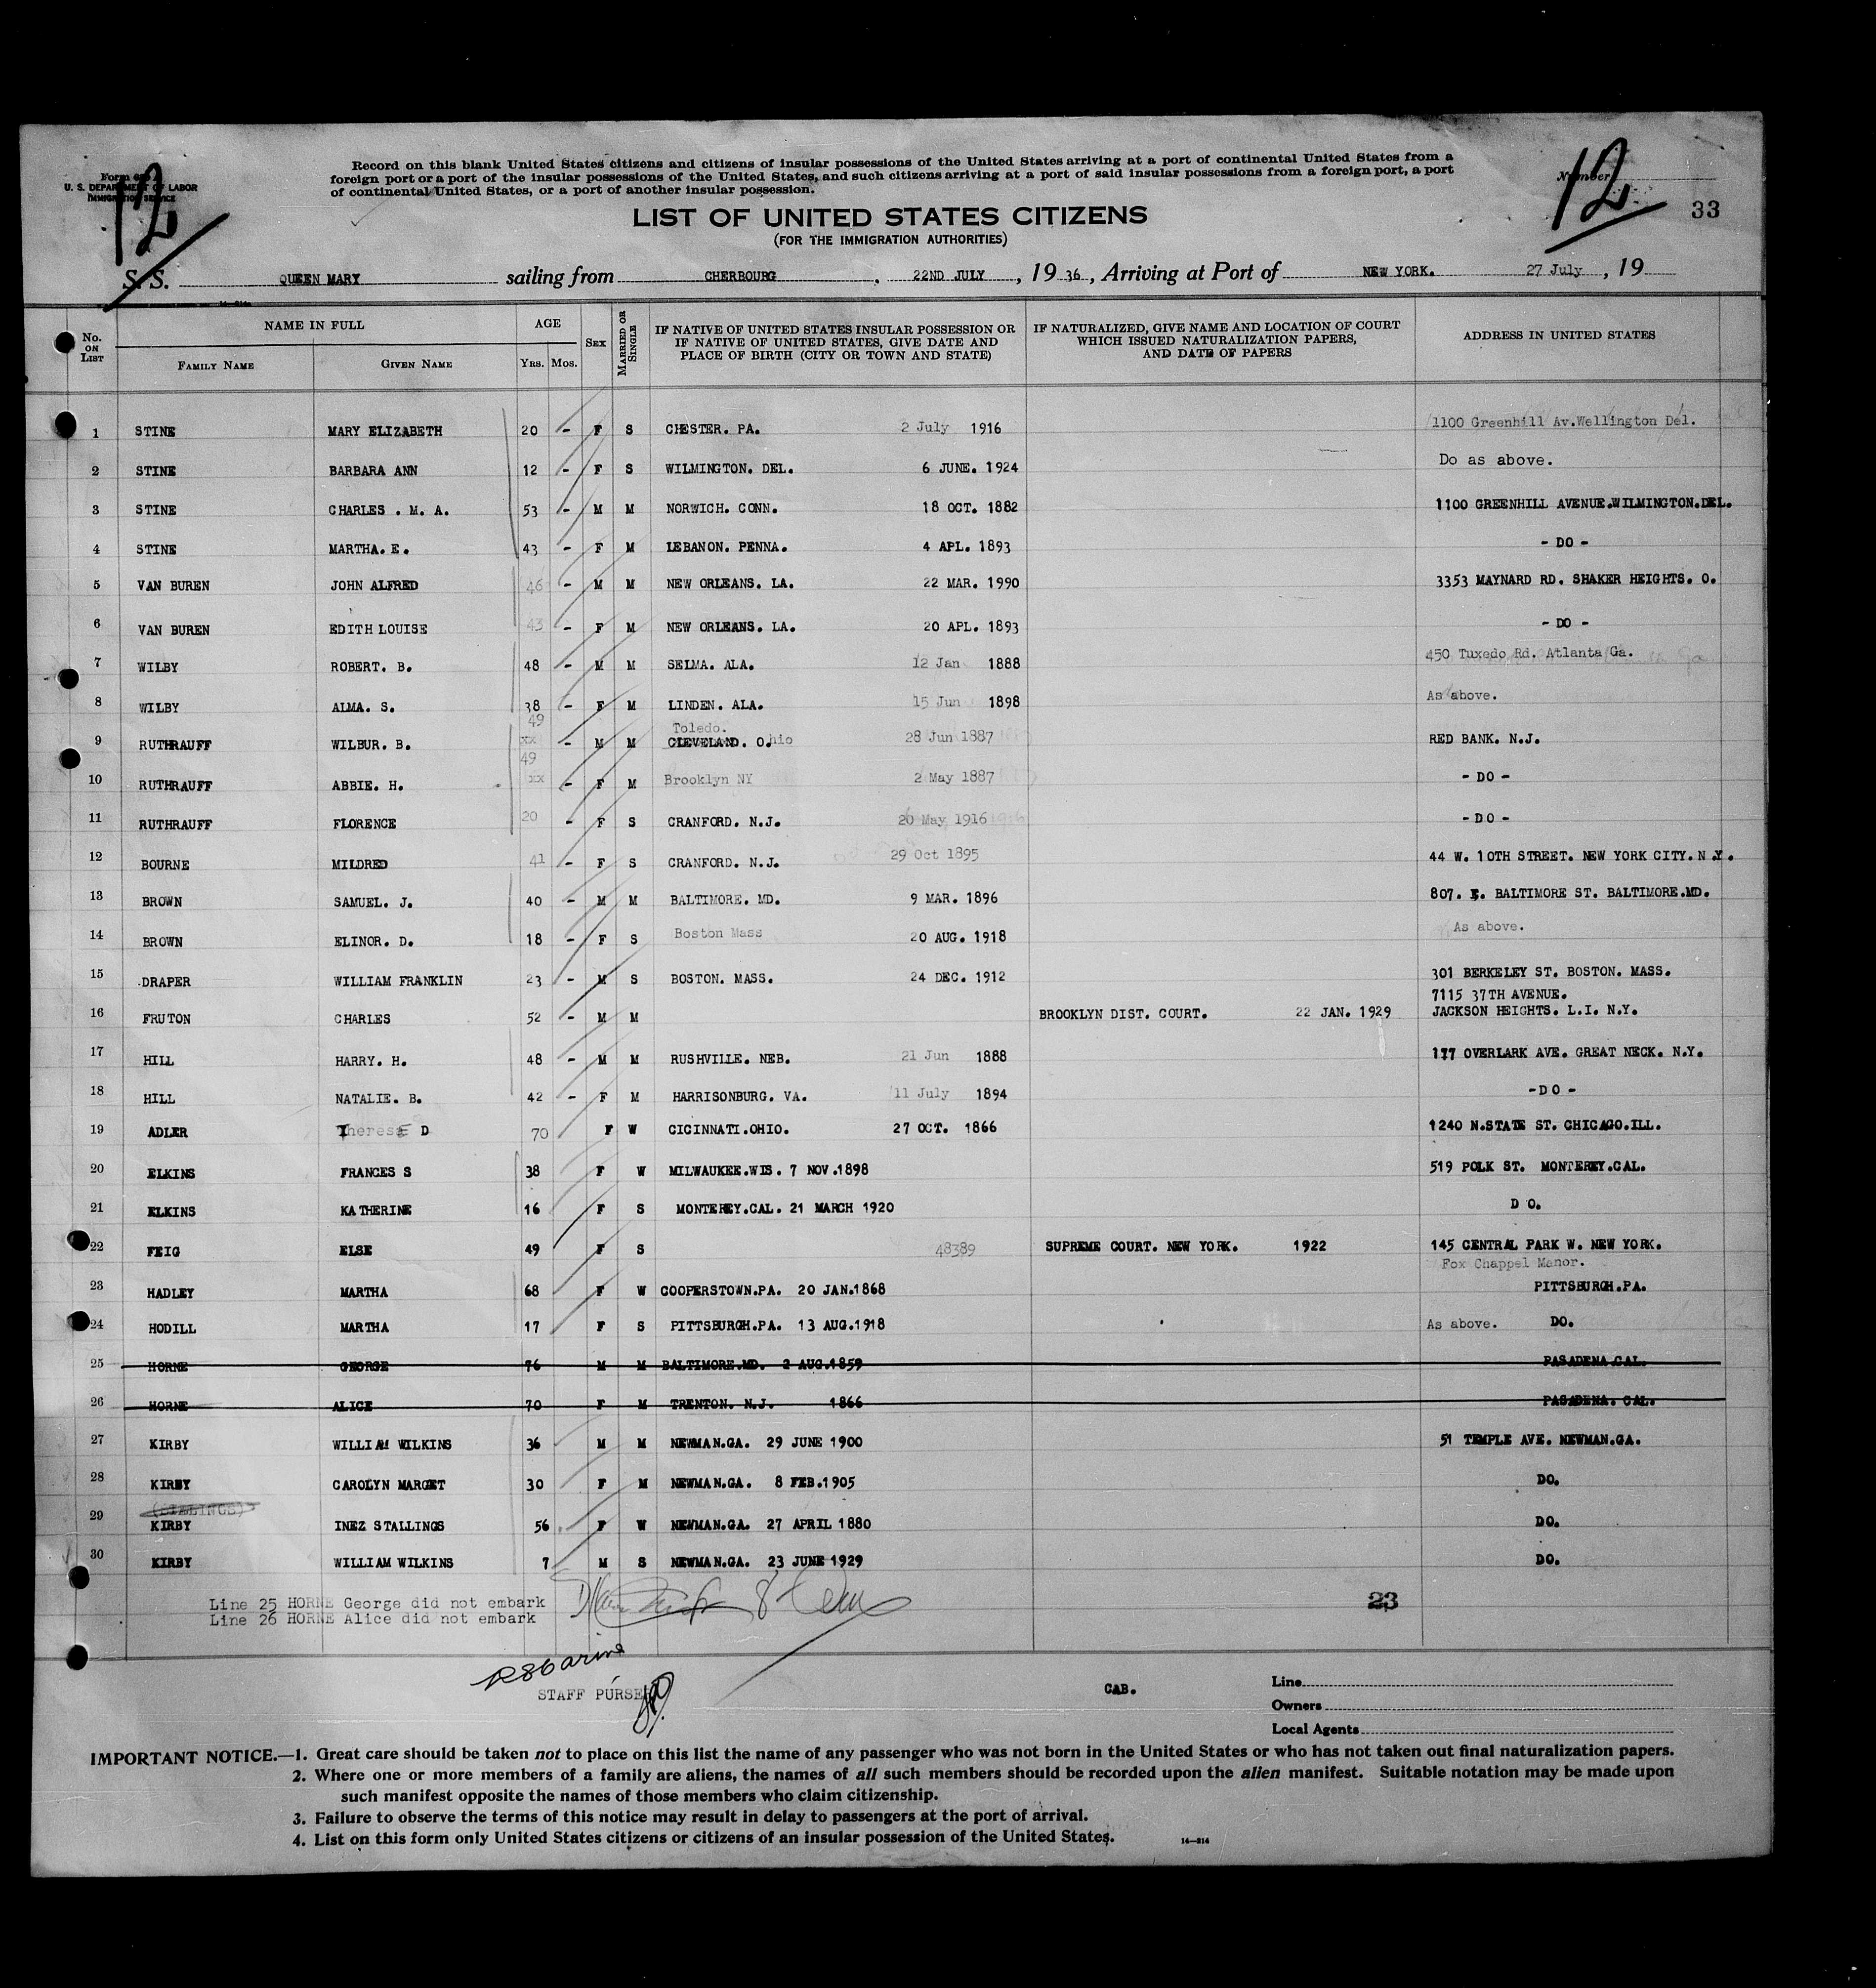 Form
U. S. DEPARTMENT OF LABOR
IMMIGRATION SERVICE
12
Record on this blank United States citizens and citizens of insular possessions of the United States arriving at a port of continental United States from a
foreign port or a port of the insular possessions of the United States, and such citizens arriving at a port of said insular possessions from a foreign port, a port
of continental United States, or a port of another insular possession.
Number
12
33
LIST OF UNITED STATES CITIZENS
(FOR THE IMMIGRATION AUTHORITIES)
S. S. QUEEN MARY sailing from CHERBOURG, 22ND JULY, 19 36, Arriving at Port of NEW YORK. 27 July, 19
No. ON LIST NAME IN FULL FAMILY NAME GIVEN NAME AGE YRS. MOS. SEX MARRIED OR SINGLE IF NATIVE OF UNITED STATES INSULAR POSSESSION OR IF NATIVE OF UNITED STATES, GIVE DATE AND PLACE OF BIRTH (CITY OR TOWN AND STATE) IF NATURALIZED, GIVE NAME AND LOCATION OF COURT WHICH ISSUED NATURALIZATION PAPERS, AND DATE OF PAPERS ADDRESS IN UNITED STATES
1 STINE MARY ELIZABETH 20 - F S CHESTER. PA. 2 July 1916 1100 Greenhill Av.Wellington Del.
2 STINE BARBARA ANN 12 - F S WILMINGTON. DEL. 6 JUNE. 1924 Do as above.
3 STINE CHARLES . M. A. 53 - M M NORWICH. CONN. 18 OCT. 1882 1100 GREENHILL AVENUE.WILMINGTON.DEL.
4 STINE MARTHA. E. 43 - F M LEBANON. PENNA. 4 APL. 1893 - DO -
5 VAN BUREN JOHN ALFRED 46 - M M NEW ORLEANS. LA. 22 MAR. 1990 3353 MAYNARD RD. SHAKER HEIGHTS. O.
6 VAN BUREN EDITH LOUISE 43 - F M NEW ORLEANS. LA. 20 APL. 1893 - DO -
7 WILBY ROBERT. B. 48 - M M SELMA. ALA. 12 Jan 1888 450 Tuxedo Rd. Atlanta Ga.
8 WILBY ALMA. S. 38 - F M LINDEN. ALA. 15 Jun 1898 As above.
49 Toledo.
9 RUTHRAUFF WILBUR. B. xx - M M CLEVELAND. O.hio 28 Jun 1887 RED BANK. N.J.
49
10 RUTHRAUFF ABBIE. H. xx - F M Brooklyn NY 2 May 1887 - DO -
11 RUTHRAUFF FLORENCE 20 - F S CRANFORD. N.J. 20 May 1916 - DO -
12 BOURNE MILDRED 41 - F S CRANFORD. N.J. 29 Oct 1895 44 W. 10TH STREET. NEW YORK CITY. N.Y.
13 BROWN SAMUEL. J. 40 - M M BALTIMORE. MD. 9 MAR. 1896 807. E. BALTIMORE ST. BALTIMORE.MD.
14 BROWN ELINOR. D. 18 - F S Boston Mass 20 AUG. 1918 As above.
15 DRAPER WILLIAM FRANKLIN 23 - M S BOSTON. MASS. 24 DEC. 1912 301 BERKELEY ST. BOSTON. MASS.
7115 37TH AVENUE.
16 FRUTON CHARLES 52 - M M BROOKLYN DIST. COURT. 22 JAN. 1929 JACKSON HEIGHTS. L.I. N.Y.
17 HILL HARRY. H. 48 - M M RUSHVILLE. NEB. 21 Jun 1888 177 OVERLARK AVE. GREAT NECK. N.Y.
18 HILL NATALIE. B. 42 - F M HARRISONBURG. VA. 11 July 1894 -DO -
19 ADLER TheresE D 70 F W CICINNATI.OHIO. 27 OCT. 1866 1240 N.STATE ST. CHICAGO.ILL.
20 ELKINS FRANCES S 38 F W MILWAUKEE.WIS. 7 NOV.1898 519 POLK ST. MONTEREY.CAL.
21 ELKINS KATHERINE 16 F S MONTEREY.CAL. 21 MARCH 1920 D O.
22 FEIG ELSE 49 F S 48389 SUPREME COURT. NEW YORK. 1922 145 CENTRAL PARK W. NEW YORK.
Fox Chappel Manor.
23 HADLEY MARTHA 68 F W COOPERSTOWN.PA. 20 JAN.1868 PITTSBURGH.PA.
24 HODILL MARTHA 17 F S PITTSBURGH.PA. 13 AUG.1918 As above. DO.
25 HORNE GEORGE 76 M M BALTIMORE.MD. 2 AUG.1859 PASADENA CAL.
26 HORNE ALICE 70 F M TRENTON. N.J. 1866 PASADENA. CAL.
27 KIRBY WILLIAM WILKINS 36 M M NEWMAN.GA. 29 JUNE 1900 51 TEMPLE AVE. NEWMAN.GA.
28 KIRBY CAROLYN MARGET 30 F M NEWMAN.GA. 8 FEB.1905 DO.
29 KIRBY INEZ STALLINGS 56 F W NEWMAN.GA. 27 APRIL 1880 DO.
30 KIRBY WILLIAM WILKINS 7 M S NEWMAN.GA. 23 JUNE 1929 DO.
Line 25 HORNE George did not embark
Line 26 HORNE Alice did not embark
23
STAFF PURSER
CAB.
Line
Owners
Local Agents
IMPORTANT NOTICE.—1. Great care should be taken not to place on this list the name of any passenger who was not born in the United States or who has not taken out final naturalization papers.
2. Where one or more members of a family are aliens, the names of all such members should be recorded upon the alien manifest. Suitable notation may be made upon
such manifest opposite the names of those members who claim citizenship.
3. Failure to observe the terms of this notice may result in delay to passengers at the port of arrival.
4. List on this form only United States citizens or citizens of an insular possession of the United States.
14—214